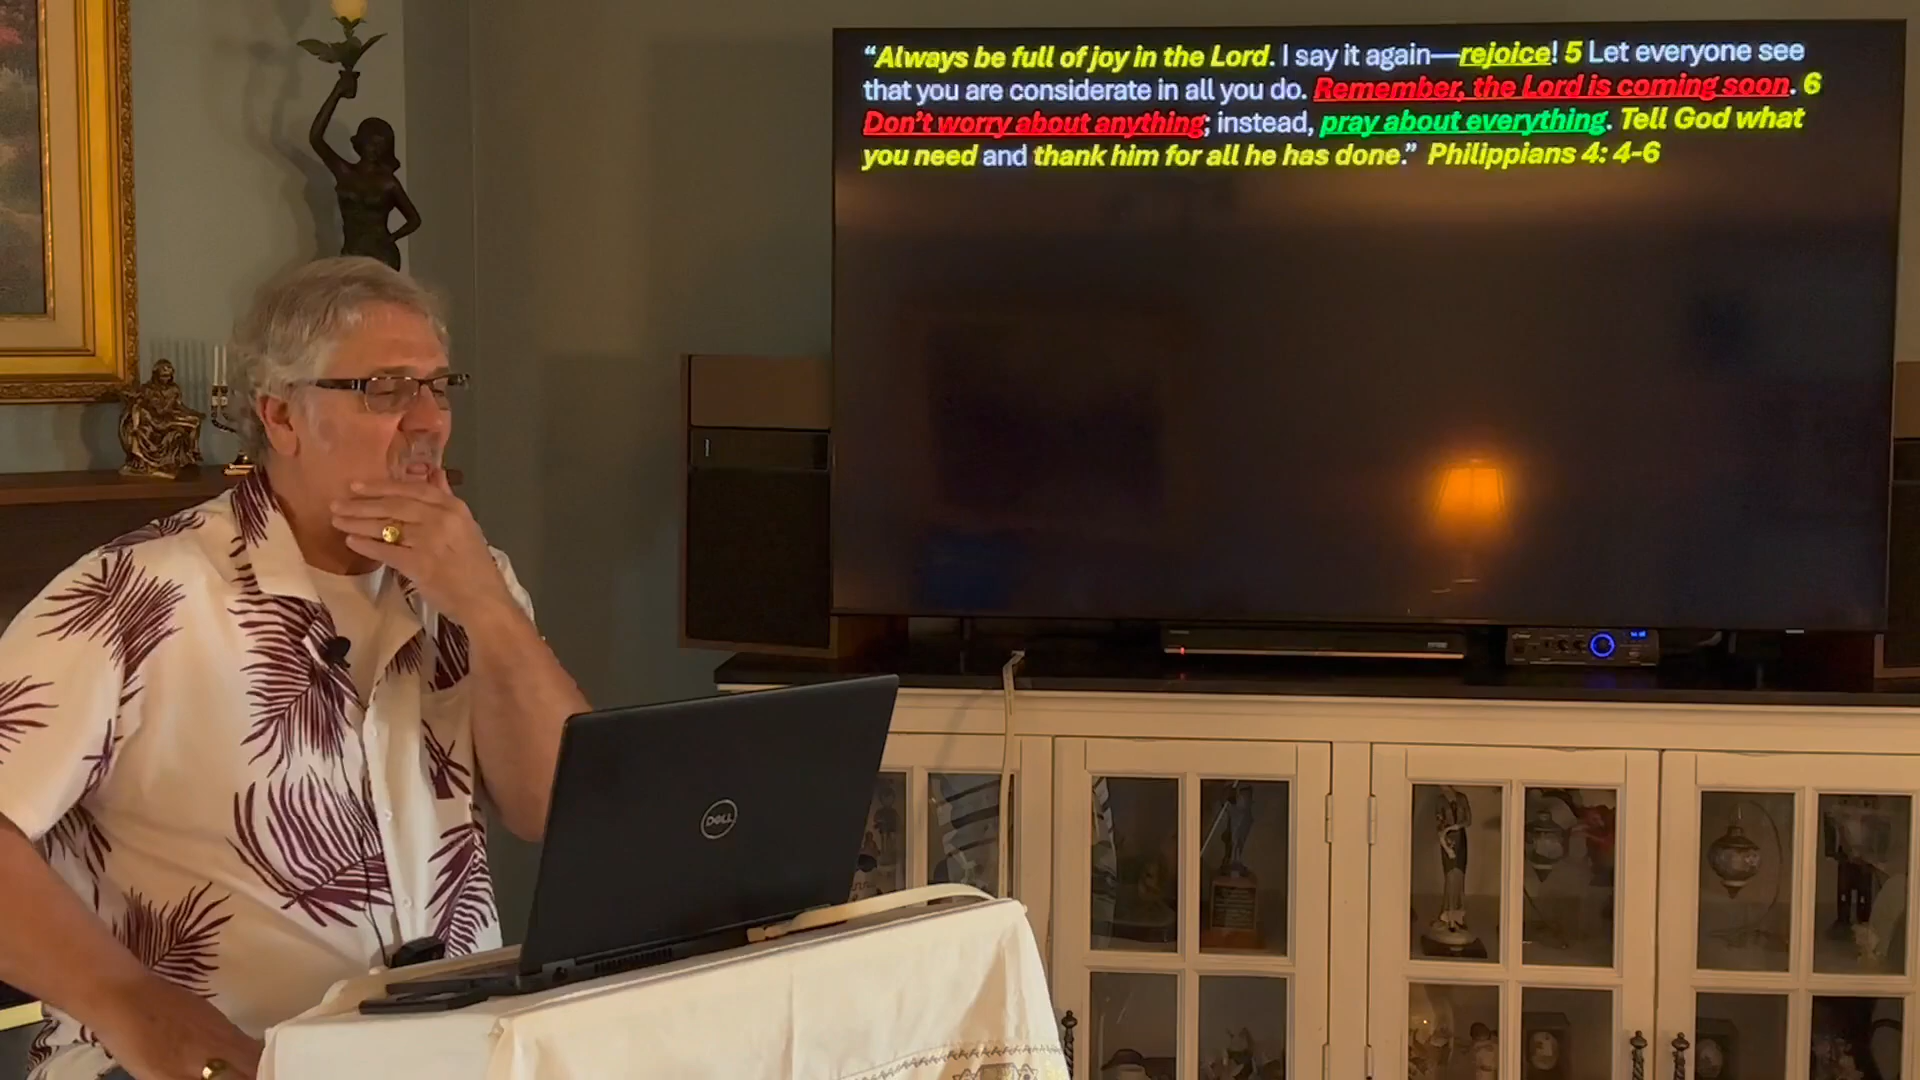 “Always be full of joy in the Lord. I say it again—rejoice! 5 Let everyone see
that you are considerate in all you do. Remember, the Lord is coming soon. 6
Don’t worry about anything; instead, pray about everything. Tell God what
you need and thank him for all he has done.” Philippians 4: 4-6
DELL